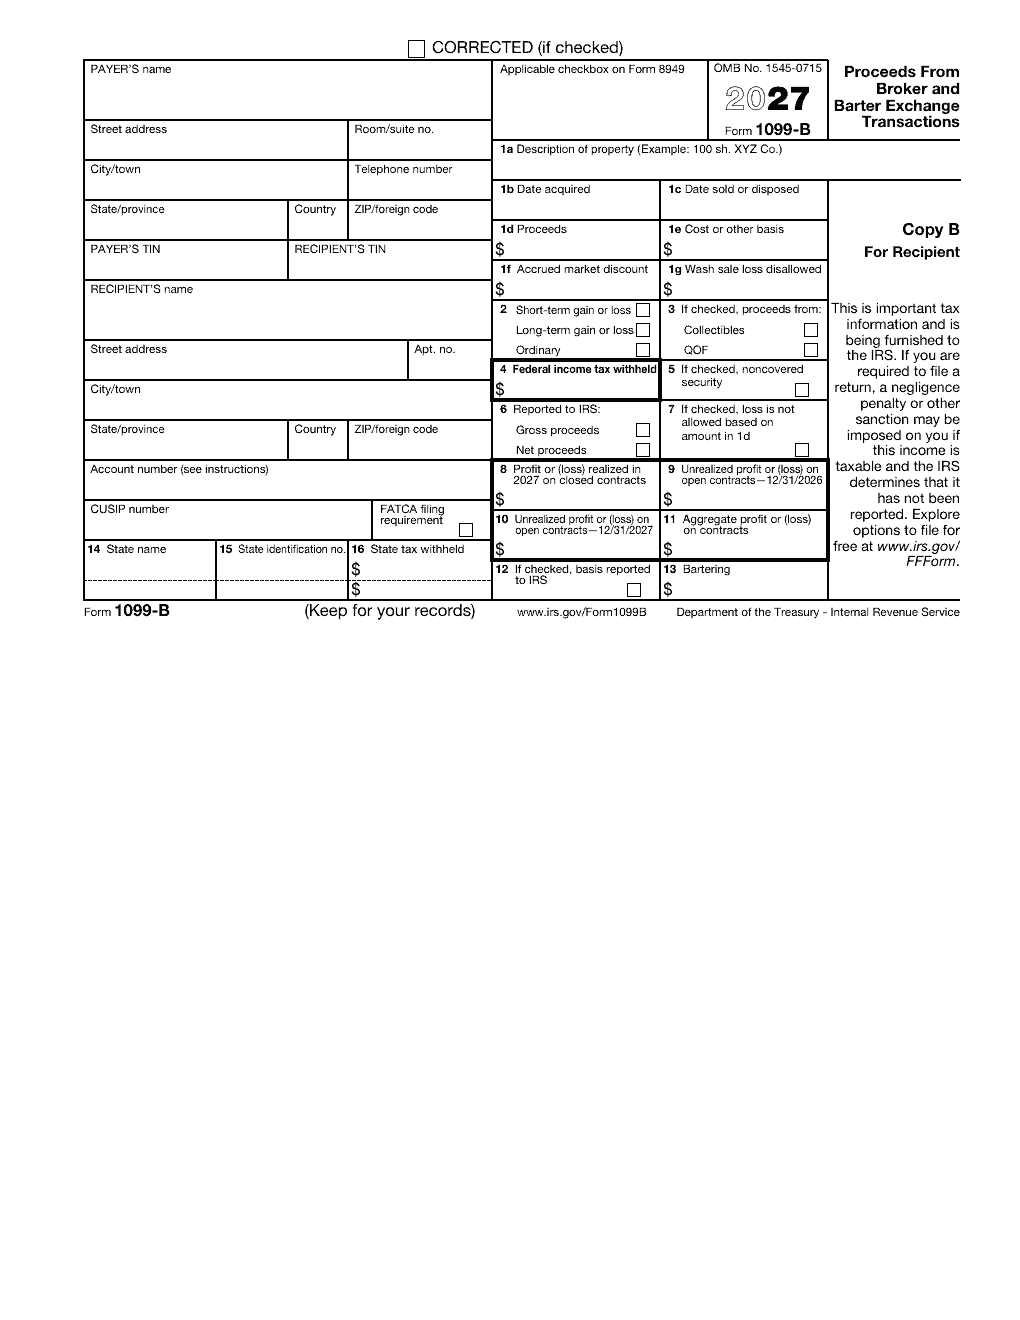 CORRECTED (if checked)
PAYER'S name
Street address
Room/suite no.
City/town
Telephone number
State/province
Country
ZIP/foreign code
PAYER'S TIN
RECIPIENT'S TIN
RECIPIENT'S name
Street address
Apt. no.
City/town
State/province
Country
ZIP/foreign code
Account number (see instructions)
CUSIP number
FATCA filing
requirement
14 State name
15 State identification no.
16 State tax withheld
$
$
Applicable checkbox on Form 8949
OMB No. 1545-0715
2027
Form 1099-B
Proceeds From
Broker and
Barter Exchange
Transactions
1a Description of property (Example: 100 sh. XYZ Co.)
1b Date acquired
1c Date sold or disposed
1d Proceeds
$
1e Cost or other basis
$
1f Accrued market discount
$
1g Wash sale loss disallowed
$
2 Short-term gain or loss
Long-term gain or loss
Ordinary
3 If checked, proceeds from:
Collectibles
QOF
4 Federal income tax withheld
$
5 If checked, noncovered
security
6 Reported to IRS:
Gross proceeds
Net proceeds
7 If checked, loss is not
allowed based on
amount in 1d
8 Profit or (loss) realized in
2027 on closed contracts
$
9 Unrealized profit or (loss) on
open contracts—12/31/2026
$
10 Unrealized profit or (loss) on
open contracts—12/31/2027
$
11 Aggregate profit or (loss)
on contracts
$
12 If checked, basis reported
to IRS
13 Bartering
$
Copy B
For Recipient
This is important tax
information and is
being furnished to
the IRS. If you are
required to file a
return, a negligence
penalty or other
sanction may be
imposed on you if
this income is
taxable and the IRS
determines that it
has not been
reported. Explore
options to file for
free at www.irs.gov/
FFForm.
Form 1099-B
(Keep for your records)
www.irs.gov/Form1099B
Department of the Treasury - Internal Revenue Service